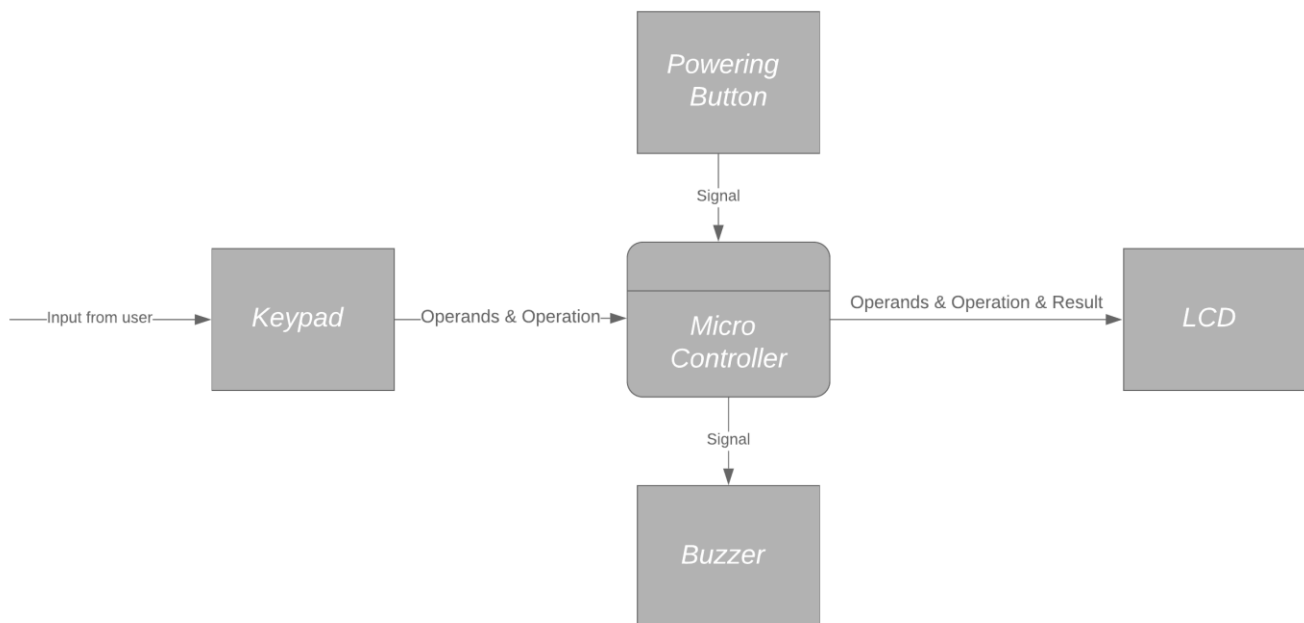 Powering
Button
Signal
Input from user
Keypad
Operands & Operation
Micro
Controller
Operands & Operation & Result
LCD
Signal
Buzzer